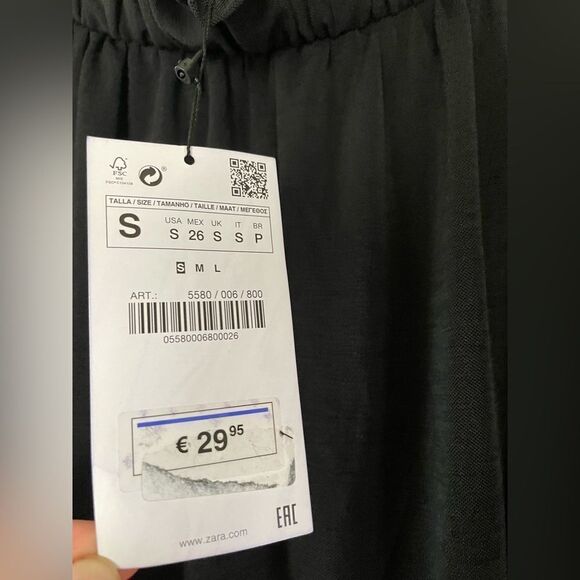 FSC
MIX
TALLA / SIZE / TAMANHO / TAILLE / MAAT / ΜΕΓΕΘΟΣ
S
USA MEX UK IT BR
S 26 S S P
S M L
ART.: 5580 / 006 / 800
05580006800026
€ 29 95
EAC
www.zara.com